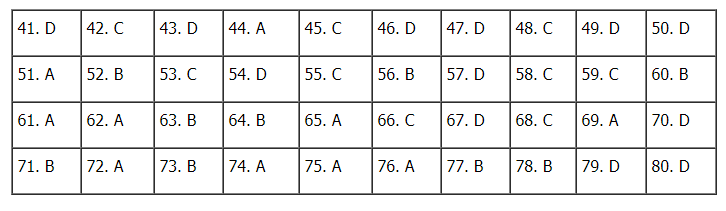 41. D 42. C 43. D 44. A 45. C 46. D 47. D 48. C 49. D 50. D
51. A 52. B 53. C 54. D 55. C 56. B 57. D 58. C 59. C 60. B
61. A 62. A 63. B 64. B 65. A 66. C 67. D 68. C 69. A 70. D
71. B 72. A 73. B 74. A 75. A 76. A 77. B 78. B 79. D 80. D